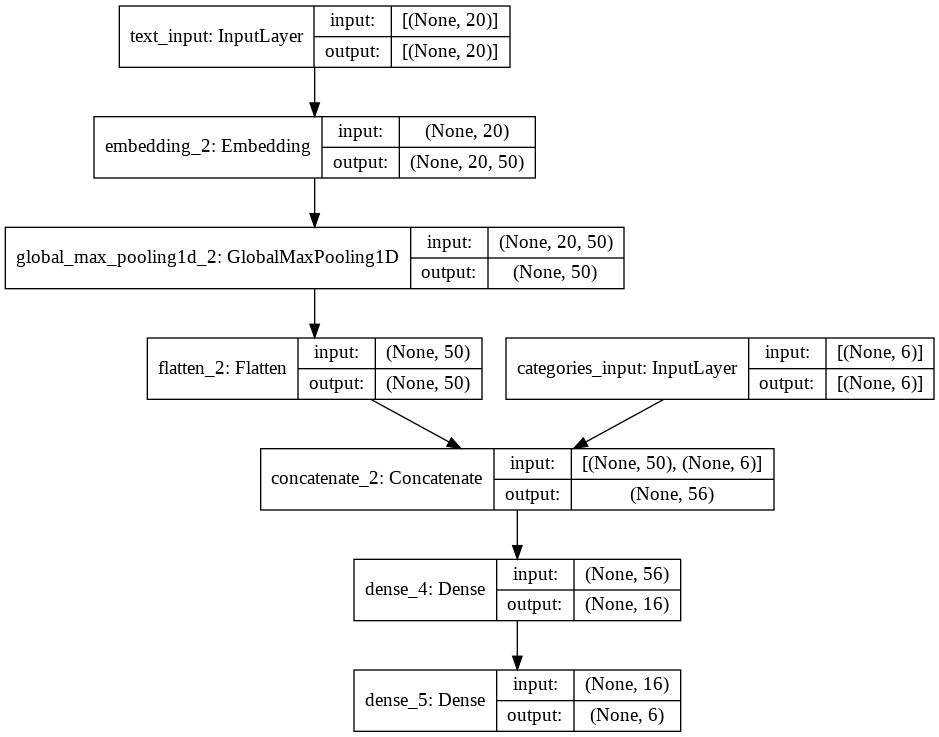 text_input: InputLayer
input: [(None, 20)]
output: [(None, 20)]
embedding_2: Embedding
input: (None, 20)
output: (None, 20, 50)
global_max_pooling1d_2: GlobalMaxPooling1D
input: (None, 20, 50)
output: (None, 50)
flatten_2: Flatten
input: (None, 50)
output: (None, 50)
categories_input: InputLayer
input: [(None, 6)]
output: [(None, 6)]
concatenate_2: Concatenate
input: [(None, 50), (None, 6)]
output: (None, 56)
dense_4: Dense
input: (None, 56)
output: (None, 16)
dense_5: Dense
input: (None, 16)
output: (None, 6)